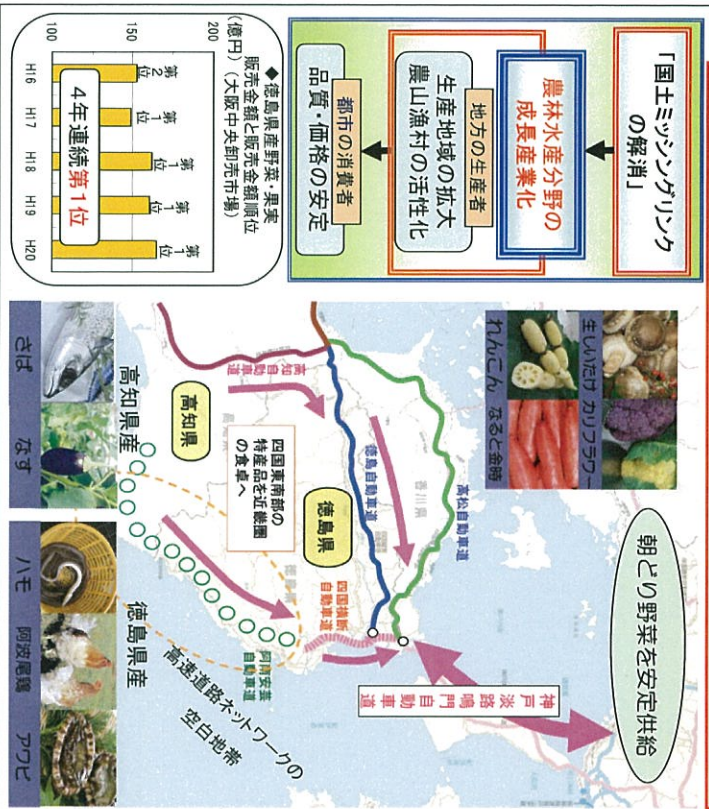 「国土ミッシングリンク
の解消」
農林水産分野の
成長産業化
地方の生産者
生産地域の拡大
農山漁村の活性化
都市の消費者
品質・価格の安定
◆徳島県産野菜・果実
販売金額と販売金額順位
(億円)(大阪中央卸売市場)
200
150
100
第2位
第1位
第1位
第1位
第1位
4年連続第1位
H16
H17
H18
H19
H20
朝どり野菜を安定供給
生しいたけ カリフラワー
れんこん なると金時
神戸淡路鳴門自動車道
高松自動車道
香川県
徳島自動車道
高知自動車道
高知県
徳島県
四国東南部の
特産品を近畿圏
の食卓へ
四国横断
自動車道
阿南安芸
自動車道
高速道路ネットワークの
空白地帯
高知県産
さば
なす
徳島県産
ハモ
阿波尾鶏
アワビ